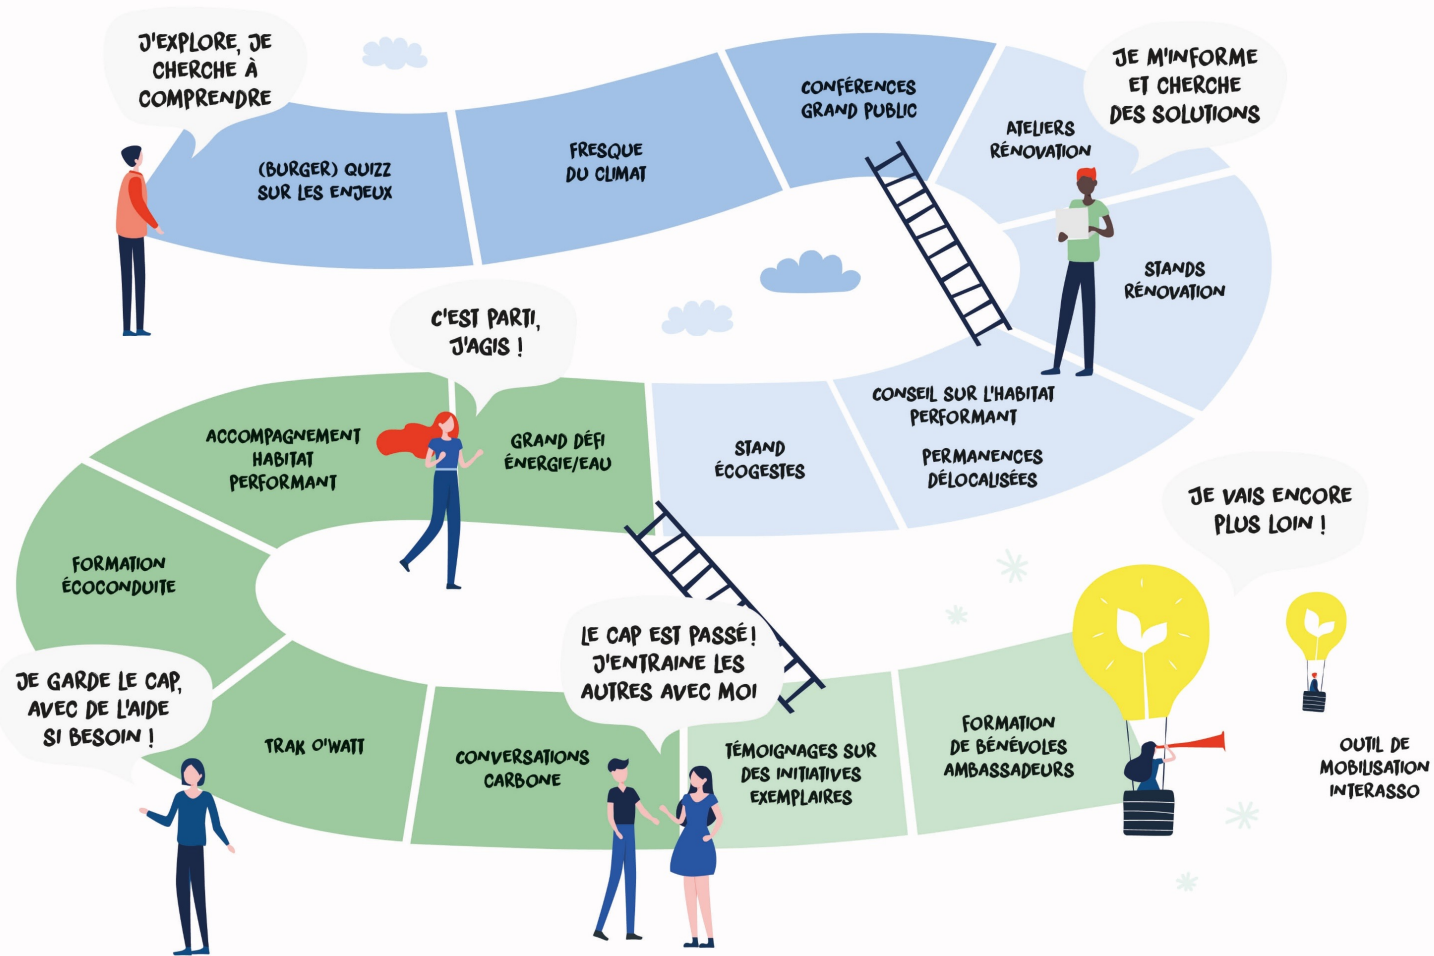 J'EXPLORE, JE
CHERCHE À
COMPRENDRE
(BURGER) QUIZZ
SUR LES ENJEUX
FRESQUE
DU CLIMAT
CONFÉRENCES
GRAND PUBLIC
JE M'INFORME
ET CHERCHE
DES SOLUTIONS
ATELIERS
RÉNOVATION
STANDS
RÉNOVATION
CONSEIL SUR L'HABITAT
PERFORMANT
PERMANENCES
DÉLOCALISÉES
STAND
ÉCOGESTES
C'EST PARTI,
J'AGIS !
GRAND DÉFI
ÉNERGIE/EAU
ACCOMPAGNEMENT
HABITAT
PERFORMANT
FORMATION
ÉCOCONDUITE
JE GARDE LE CAP,
AVEC DE L'AIDE
SI BESOIN !
TRAK O'WATT
CONVERSATIONS
CARBONE
LE CAP EST PASSÉ !
J'ENTRAINE LES
AUTRES AVEC MOI
TÉMOIGNAGES SUR
DES INITIATIVES
EXEMPLAIRES
FORMATION
DE BÉNÉVOLES
AMBASSADEURS
JE VAIS ENCORE
PLUS LOIN !
OUTIL DE
MOBILISATION
INTERASSO